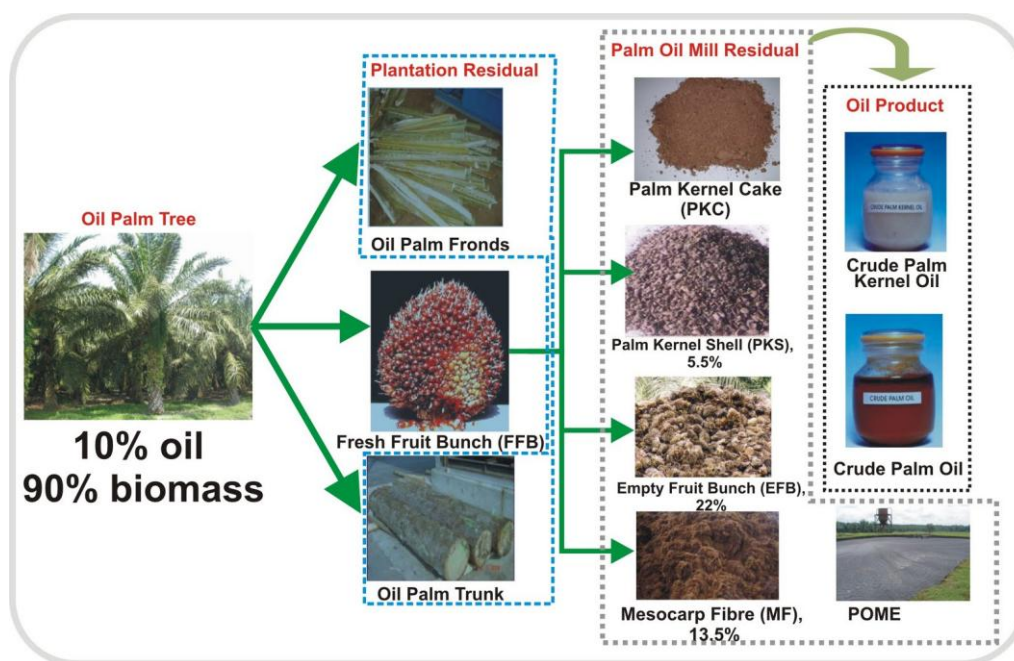 Oil Palm Tree
10% oil
90% biomass
Plantation Residual
Oil Palm Fronds
Fresh Fruit Bunch (FFB)
Oil Palm Trunk
Palm Oil Mill Residual
Palm Kernel Cake
(PKC)
Palm Kernel Shell (PKS),
5.5%
Empty Fruit Bunch (EFB),
22%
Mesocarp Fibre (MF),
13.5%
POME
Oil Product
CRUDE PALM KERNEL OIL
Crude Palm
Kernel Oil
CRUDE PALM OIL
Crude Palm Oil